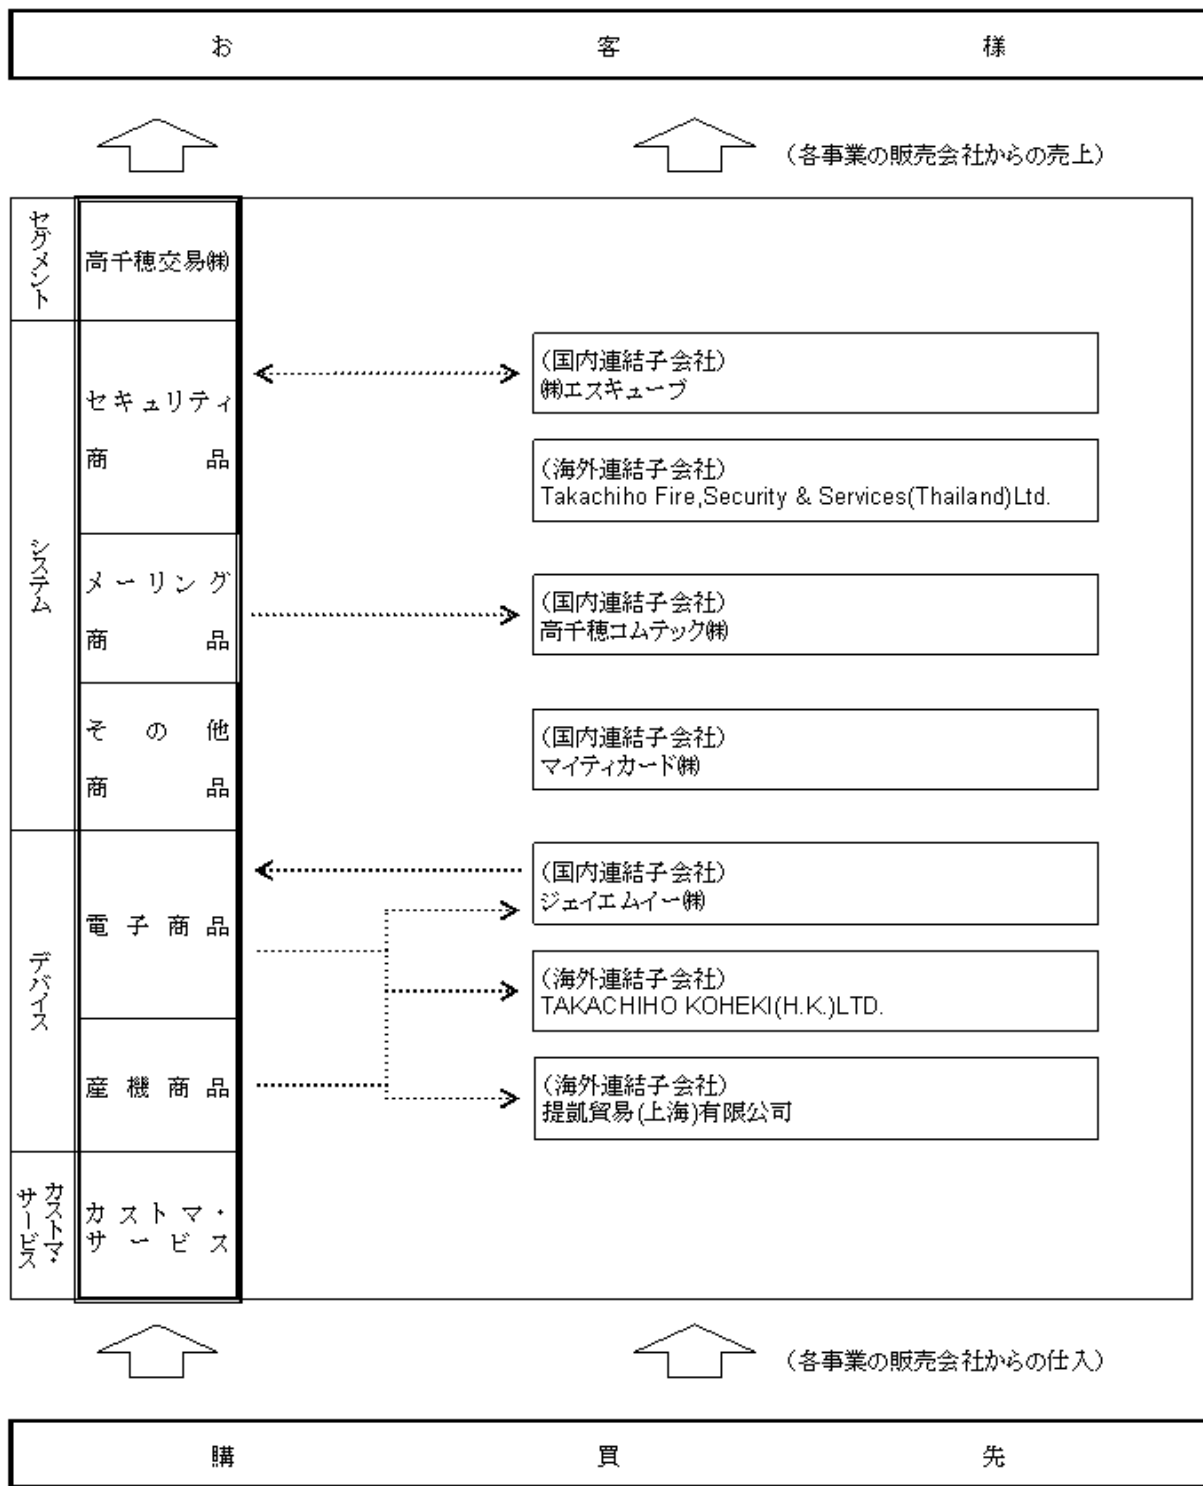 お客様
（各事業の販売会社からの売上）
セグメント
高千穂交易㈱
システム
セキュリティ
商品
（国内連結子会社）
㈱エスキューブ
（海外連結子会社）
Takachiho Fire,Security & Services(Thailand)Ltd.
メーリング
商品
（国内連結子会社）
高千穂コムテック㈱
その他
商品
（国内連結子会社）
マイティカード㈱
デバイス
電子商品
（国内連結子会社）
ジェイエムイー㈱
（海外連結子会社）
TAKACHIHO KOHEKI(H.K.)LTD.
産機商品
（海外連結子会社）
提凱貿易(上海)有限公司
カストマ・
サービス
カストマ・
サービス
（各事業の販売会社からの仕入）
購買先